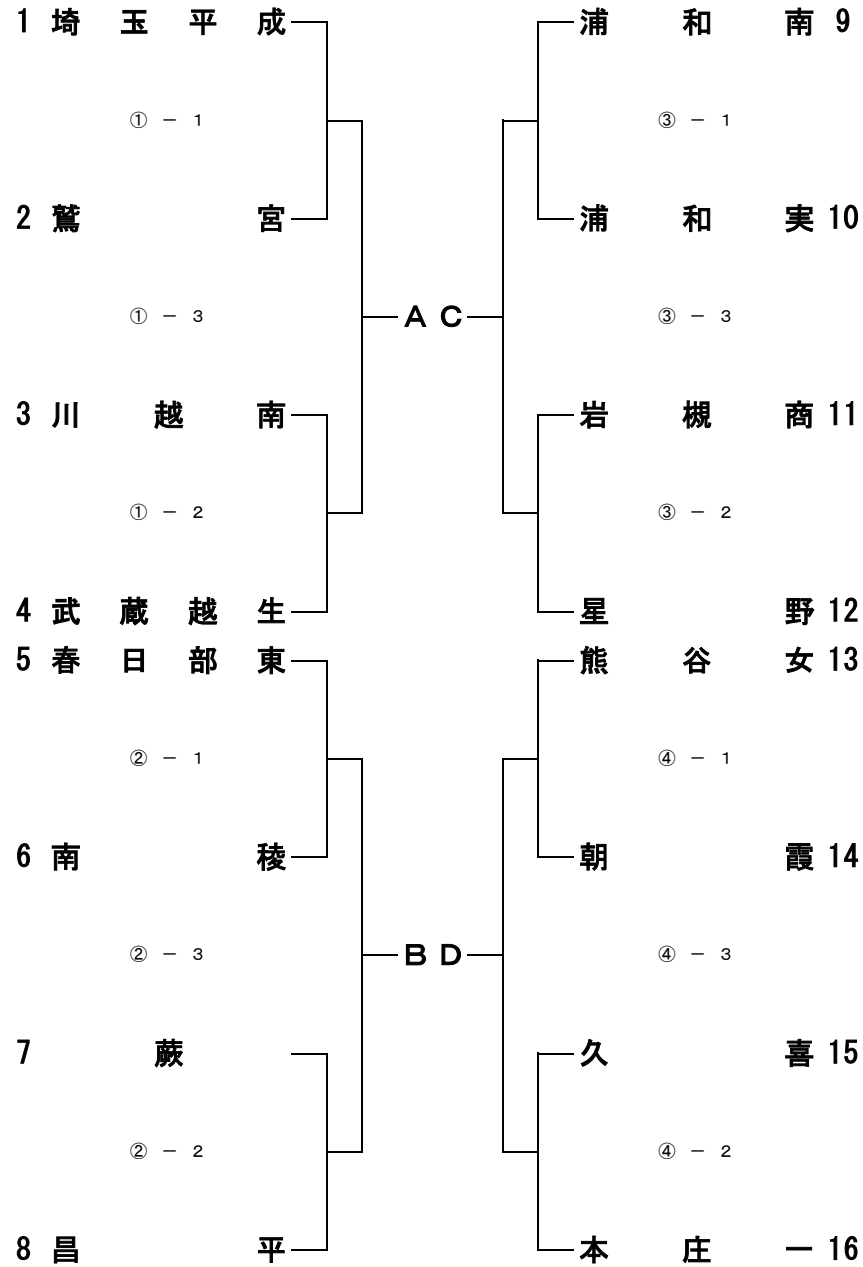 1 埼玉平成 浦和南 9
① − 1 ③ − 1
2 鷲宮 浦和実 10
① − 3 A C ③ − 3
3 川越南 岩槻商 11
① − 2 ③ − 2
4 武蔵越生 星野 12
5 春日部東 熊谷女 13
② − 1 ④ − 1
6 南稜 朝霞 14
② − 3 B D ④ − 3
7 蕨 久喜 15
② − 2 ④ − 2
8 昌平 本庄一 16